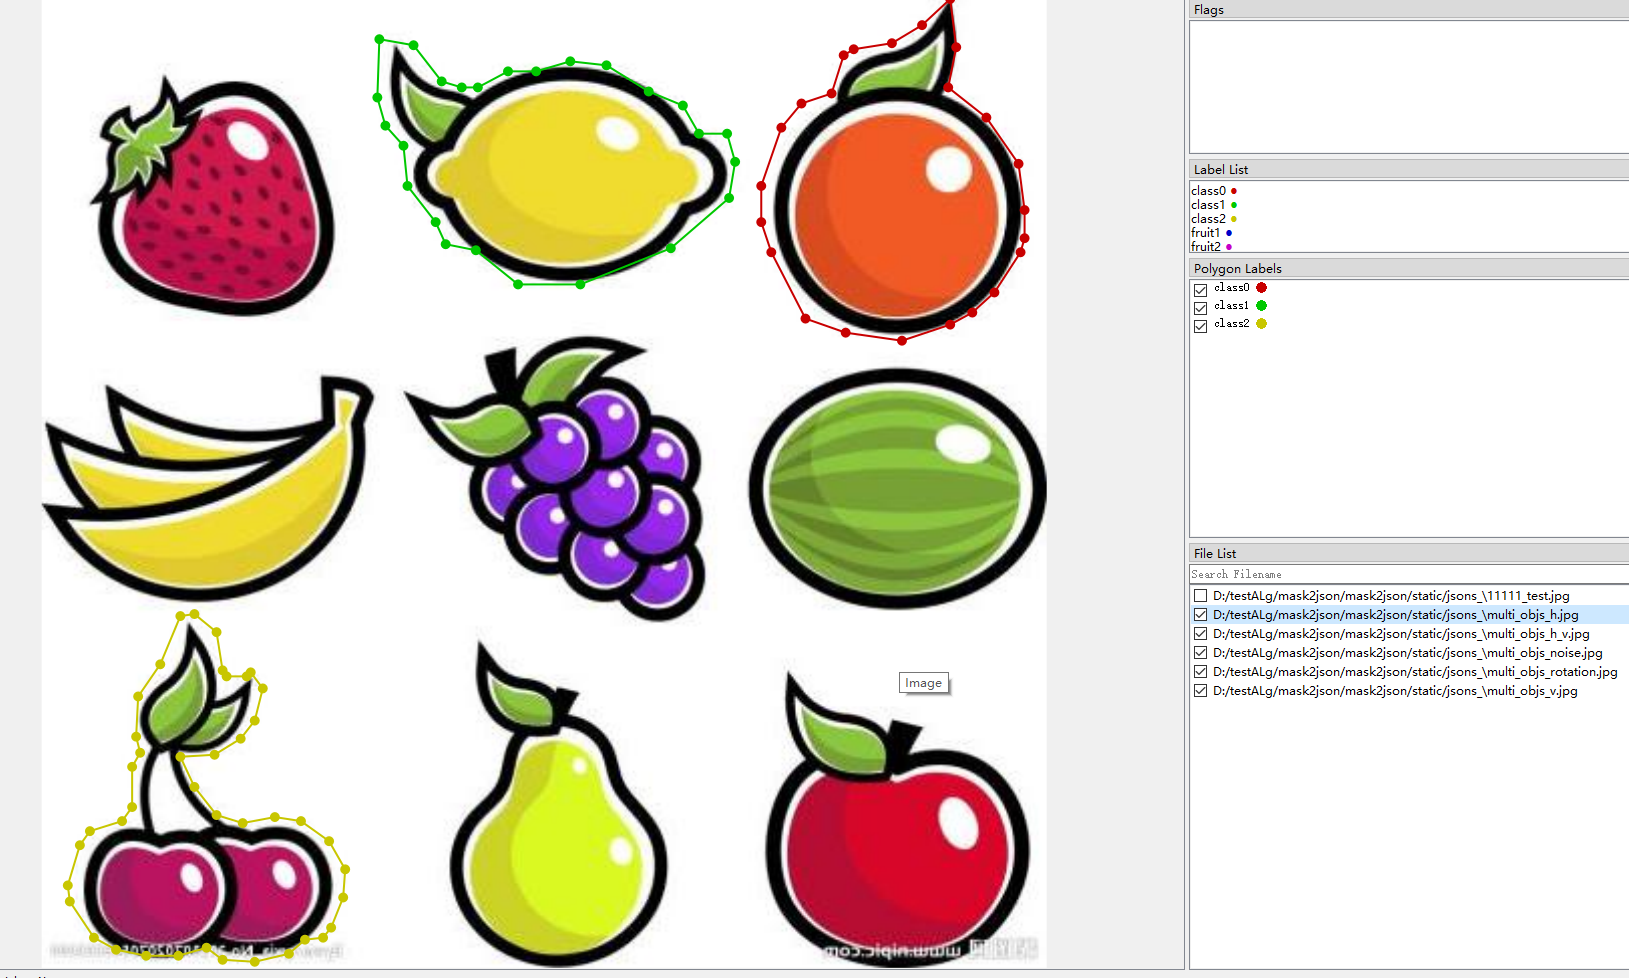 Flags
Label List
class0
class1
class2
fruit1
fruit2
Polygon Labels
class0
class1
class2
File List
Search Filename
D:/testALg/mask2json/mask2json/static/jsons_\11111_test.jpg
D:/testALg/mask2json/mask2json/static/jsons_\multi_objs_h.jpg
D:/testALg/mask2json/mask2json/static/jsons_\multi_objs_h_v.jpg
D:/testALg/mask2json/mask2json/static/jsons_\multi_objs_noise.jpg
D:/testALg/mask2json/mask2json/static/jsons_\multi_objs_rotation.jpg
D:/testALg/mask2json/mask2json/static/jsons_\multi_objs_v.jpg
Image
www.nipic.com